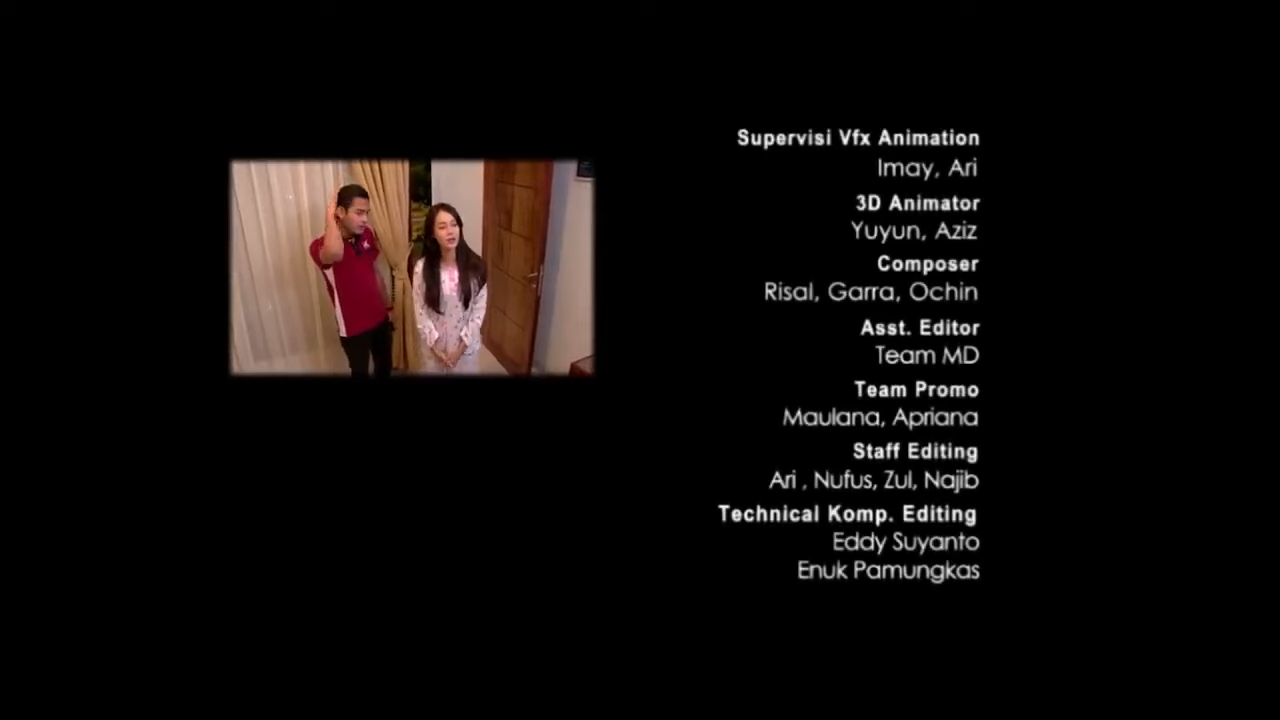 Supervisi Vfx Animation
Imay, Ari
3D Animator
Yuyun, Aziz
Composer
Risal, Garra, Ochin
Asst. Editor
Team MD
Team Promo
Maulana, Apriana
Staff Editing
Ari , Nufus, Zul, Najib
Technical Komp. Editing
Eddy Suyanto
Enuk Pamungkas